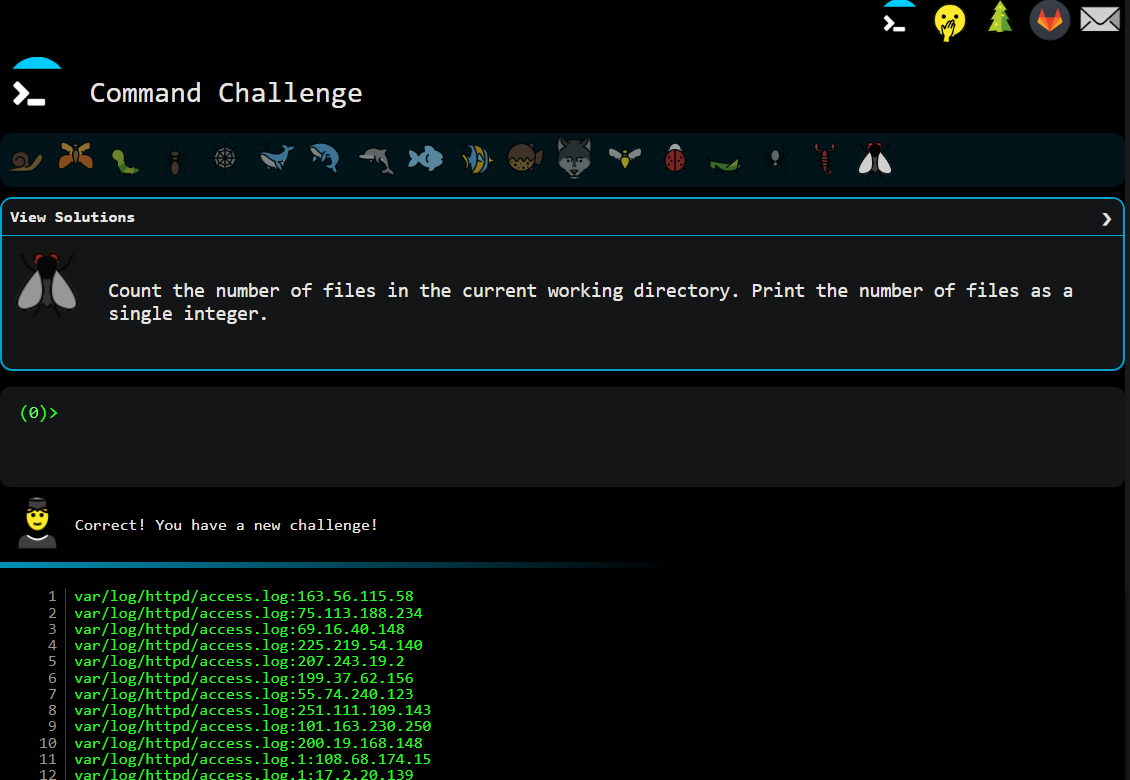 Command Challenge
View Solutions
Count the number of files in the current working directory. Print the number of files as a
single integer.
(0)>
Correct! You have a new challenge!
1 var/log/httpd/access.log:163.56.115.58
2 var/log/httpd/access.log:75.113.188.234
3 var/log/httpd/access.log:69.16.40.148
4 var/log/httpd/access.log:225.219.54.140
5 var/log/httpd/access.log:207.243.19.2
6 var/log/httpd/access.log:199.37.62.156
7 var/log/httpd/access.log:55.74.240.123
8 var/log/httpd/access.log:251.111.109.143
9 var/log/httpd/access.log:101.163.230.250
10 var/log/httpd/access.log:200.19.168.148
11 var/log/httpd/access.log.1:108.68.174.15
12 var/log/httpd/access.log.1:17.2.20.139